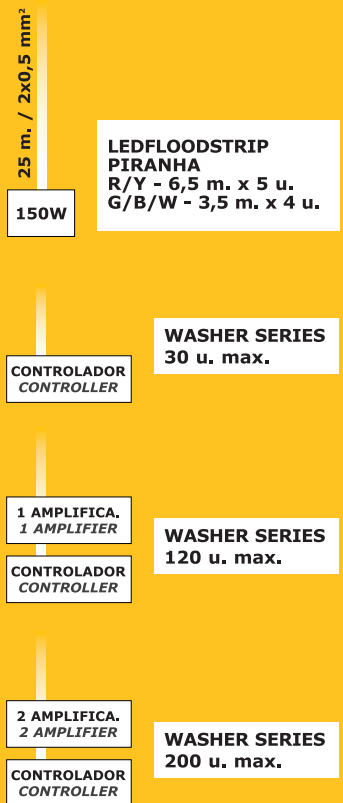 25 m. / 2x0,5 mm²
150W
LEDFLOODSTRIP
PIRANHA
R/Y - 6,5 m. x 5 u.
G/B/W - 3,5 m. x 4 u.
CONTROLADOR
CONTROLLER
WASHER SERIES
30 u. max.
1 AMPLIFICA.
1 AMPLIFIER
CONTROLADOR
CONTROLLER
WASHER SERIES
120 u. max.
2 AMPLIFICA.
2 AMPLIFIER
CONTROLADOR
CONTROLLER
WASHER SERIES
200 u. max.